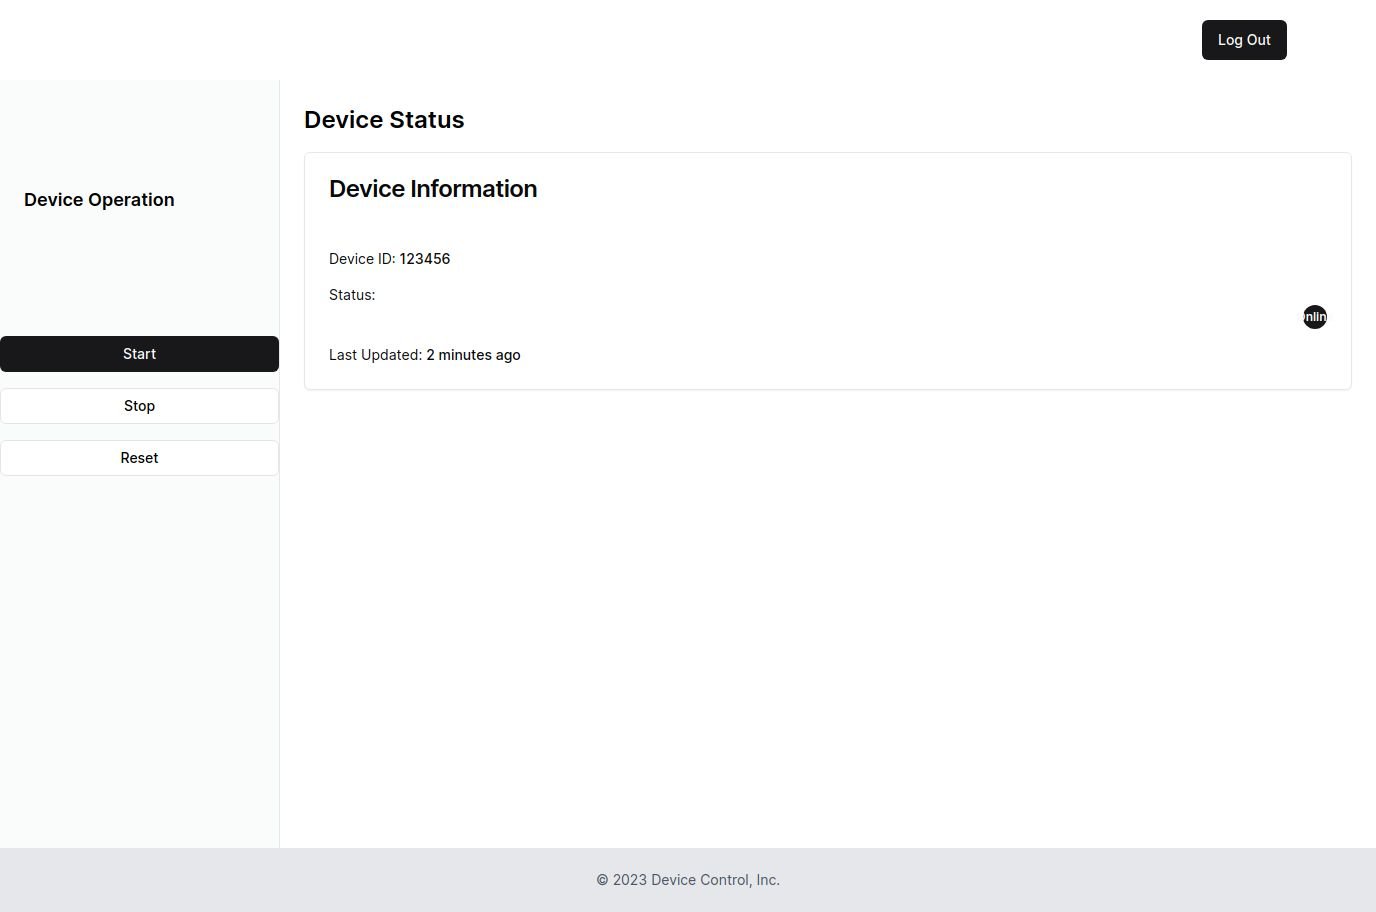 Log Out
Device Operation
Start
Stop
Reset
Device Status
Device Information
Device ID: 123456
Status:
Last Updated: 2 minutes ago
© 2023 Device Control, Inc.